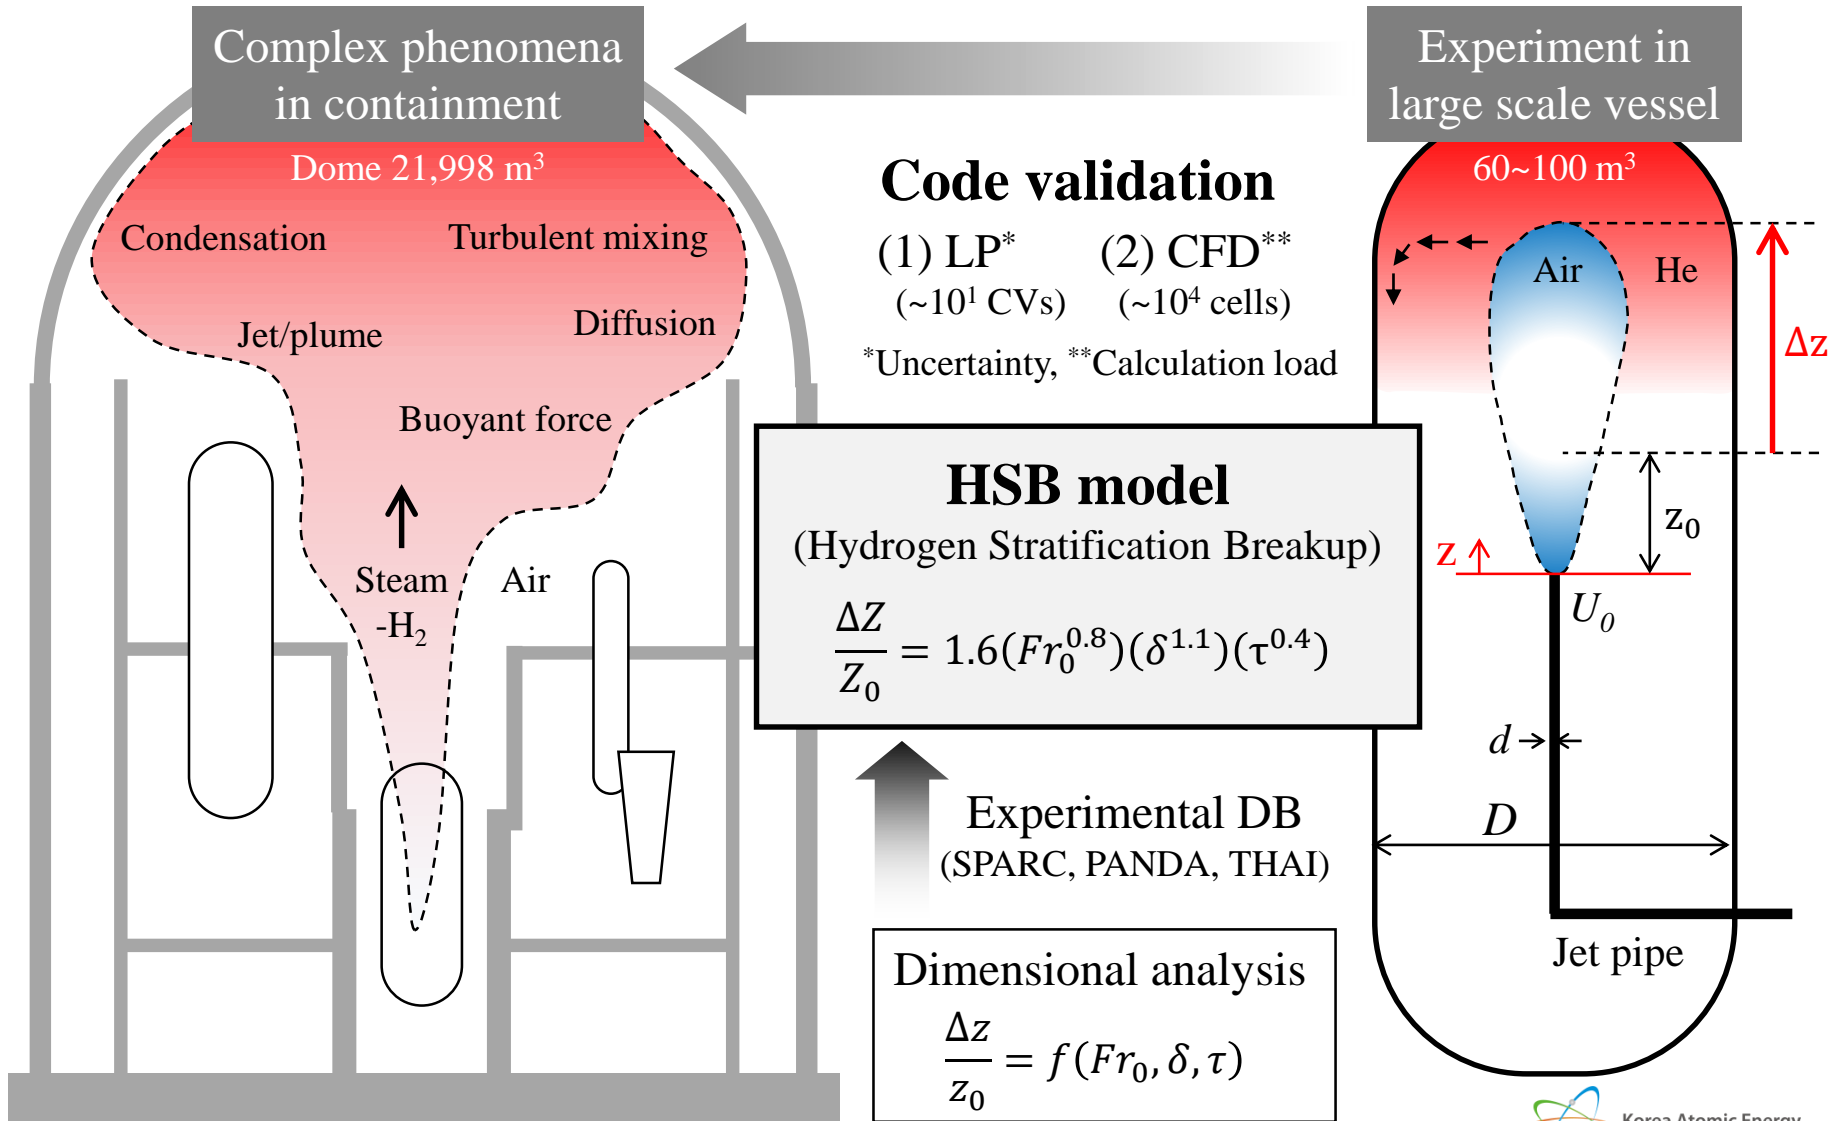 Complex phenomena
in containment
Dome 21,998 m³
Condensation
Turbulent mixing
Jet/plume
Diffusion
Buoyant force
Steam
-H₂
Air
Code validation
(1) LP*
(2) CFD**
(~10¹ CVs)
(~10⁴ cells)
*Uncertainty, **Calculation load
HSB model
(Hydrogen Stratification Breakup)
ΔZ/Z₀ = 1.6(Fr₀^0.8)(δ^1.1)(τ^0.4)
Experimental DB
(SPARC, PANDA, THAI)
Dimensional analysis
Δz/z₀ = f(Fr₀, δ, τ)
Experiment in
large scale vessel
60~100 m³
Air
He
Δz
z₀
z
U₀
d
D
Jet pipe
Korea Atomic Energy